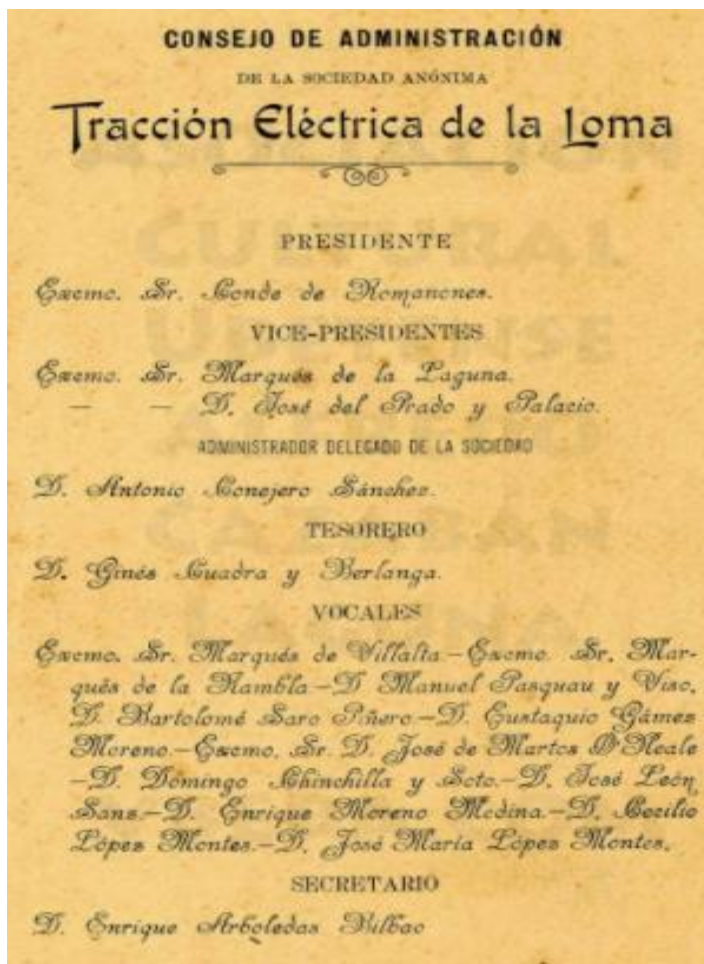 CONSEJO DE ADMINISTRACIÓN
DE LA SOCIEDAD ANÓNIMA
Tracción Eléctrica de la Loma
PRESIDENTE
Excmo. Sr. Conde de Romanones.
VICE-PRESIDENTES
Excmo. Sr. Marqués de la Laguna.
— — D. José del Prado y Palacio.
ADMINISTRADOR DELEGADO DE LA SOCIEDAD
D. Antonio Conejero Sánchez.
TESORERO
D. Ginés Cuadra y Berlanga.
VOCALES
Excmo. Sr. Marqués de Villalta.—Excmo. Sr. Mar-
qués de la Rambla—D Manuel Pasquau y Viso,
D. Bartolomé Saro Piñero—D. Eustaquio Gámez
Moreno.—Excmo. Sr. D. José de Martos O'Neale
—D. Domingo Chinchilla y Soto.—D. José León
Sanz.—D. Enrique Moreno Medina.—D. Cecilio
López Montes.—D. José María López Montes.
SECRETARIO
D. Enrique Arboledas Bilbao
CULTURAL
UBETENSE